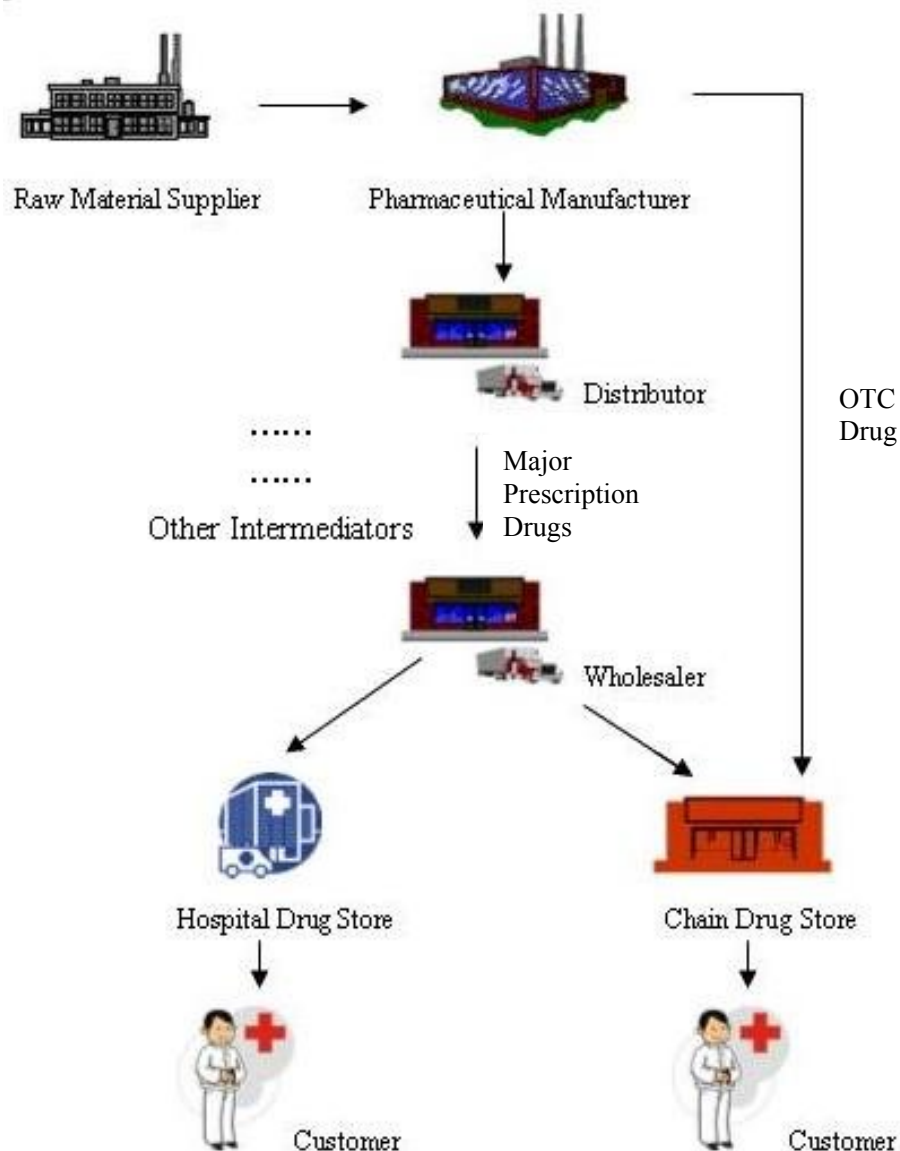 Raw Material Supplier
Pharmaceutical Manufacturer
Distributor
OTC
Drug
......
......
Other Intermediators
Major
Prescription
Drugs
Wholesaler
Hospital Drug Store
Chain Drug Store
Customer
Customer